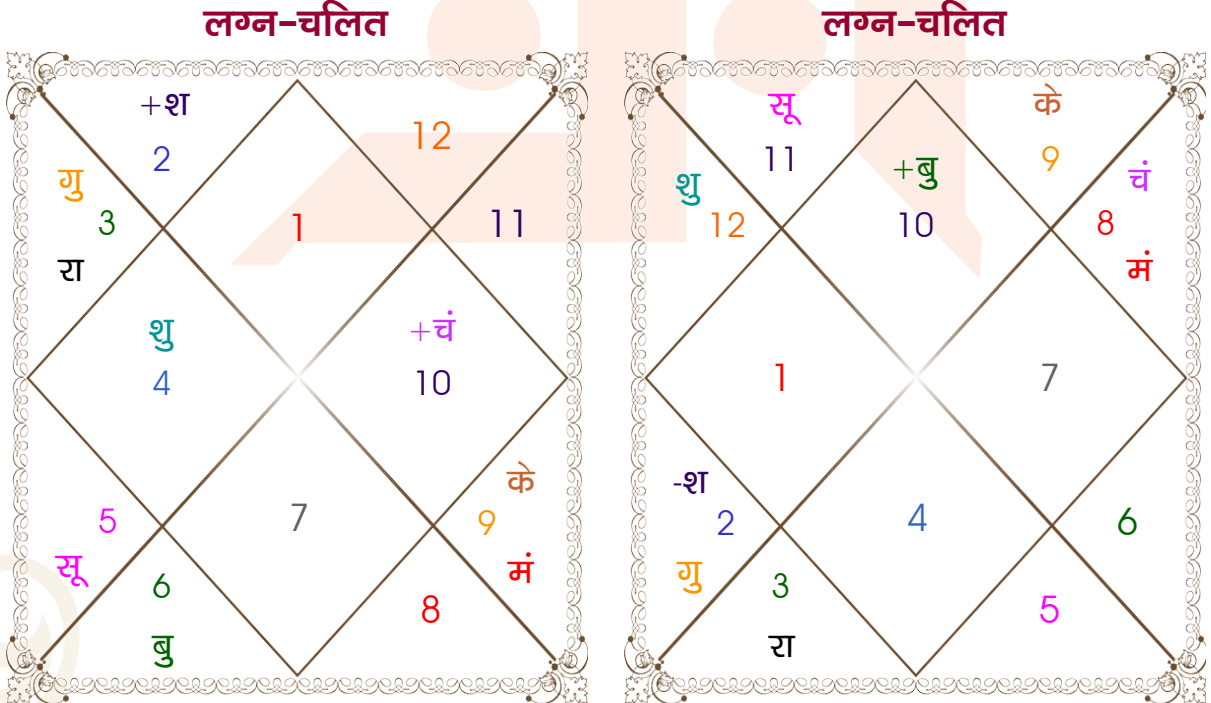 लग्न-चलित
+श
2
12
गु
3
रा
1
11
शु
4
+चं
10
5
सू
7
के
9
मं
6
बु
8
लग्न-चलित
सू
11
के
9
शु
12
+बु
10
चं
8
मं
1
7
-श
2
गु
4
6
3
रा
5